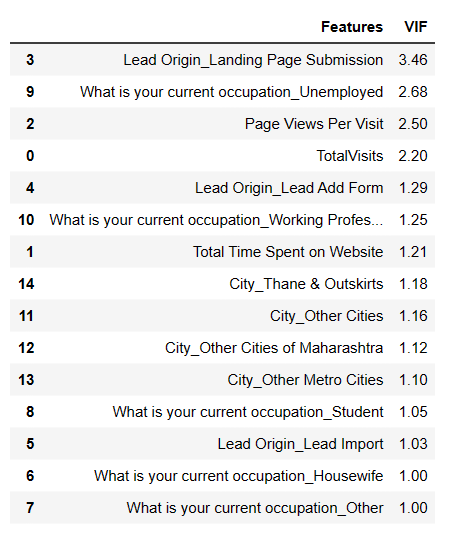 Features VIF
3 Lead Origin_Landing Page Submission 3.46
9 What is your current occupation_Unemployed 2.68
2 Page Views Per Visit 2.50
0 TotalVisits 2.20
4 Lead Origin_Lead Add Form 1.29
10 What is your current occupation_Working Profes... 1.25
1 Total Time Spent on Website 1.21
14 City_Thane & Outskirts 1.18
11 City_Other Cities 1.16
12 City_Other Cities of Maharashtra 1.12
13 City_Other Metro Cities 1.10
8 What is your current occupation_Student 1.05
5 Lead Origin_Lead Import 1.03
6 What is your current occupation_Housewife 1.00
7 What is your current occupation_Other 1.00